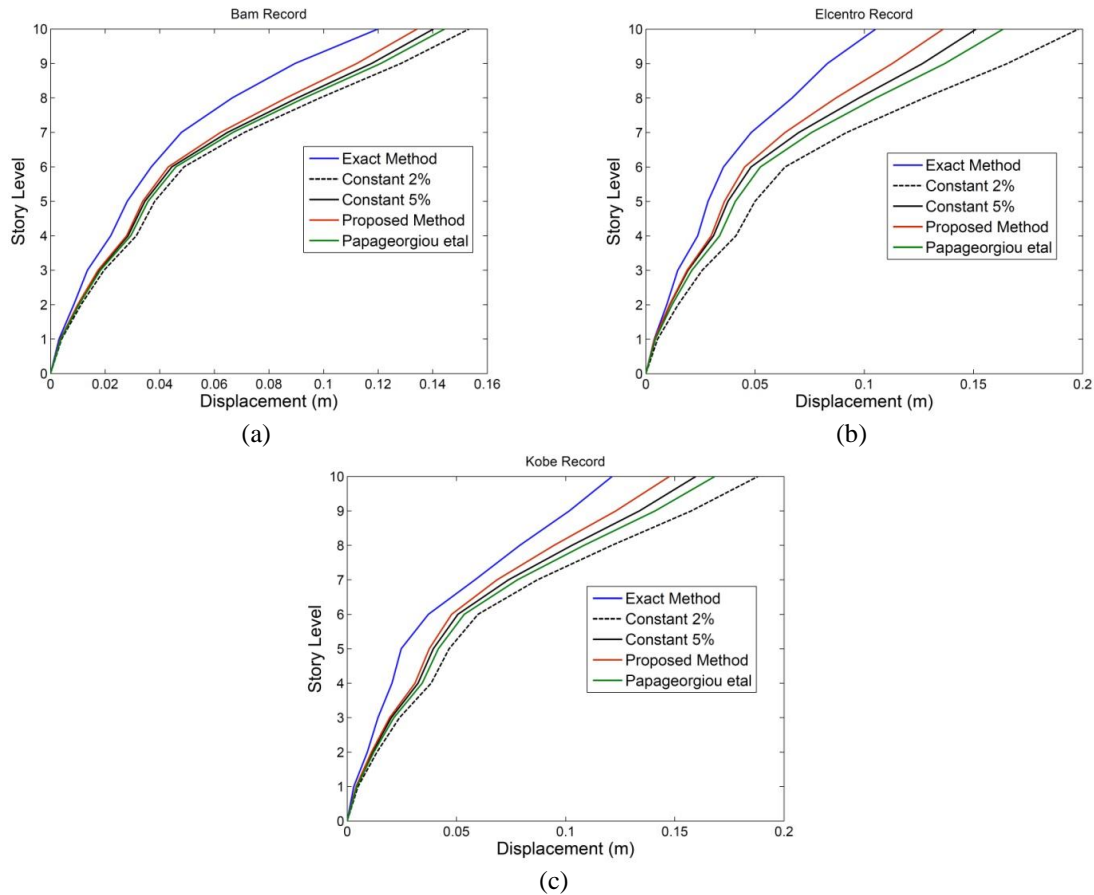 Bam Record
Story Level
10
9
8
7
6
5
4
3
2
1
0
Exact Method
Constant 2%
Constant 5%
Proposed Method
Papageorgiou etal
0 0.02 0.04 0.06 0.08 0.1 0.12 0.14 0.16
Displacement (m)
(a)
Elcentro Record
Story Level
10
9
8
7
6
5
4
3
2
1
0
Exact Method
Constant 2%
Constant 5%
Proposed Method
Papageorgiou etal
0 0.05 0.1 0.15 0.2
Displacement (m)
(b)
Kobe Record
Story Level
10
9
8
7
6
5
4
3
2
1
0
Exact Method
Constant 2%
Constant 5%
Proposed Method
Papageorgiou etal
0 0.05 0.1 0.15 0.2
Displacement (m)
(c)